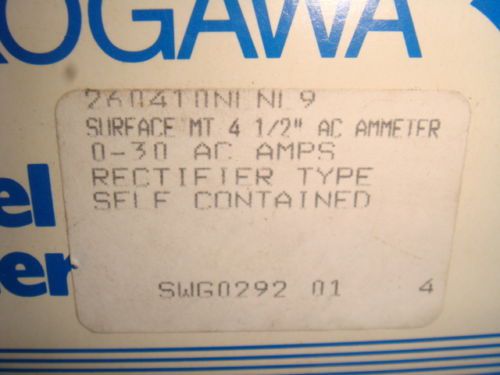 OGAWA
260410NLNL9
SURFACE MT 4 1/2" AC AMMETER
0-30 AC AMPS
RECTIFIER TYPE
SELF CONTAINED
el
ter
SWG0292 01 4